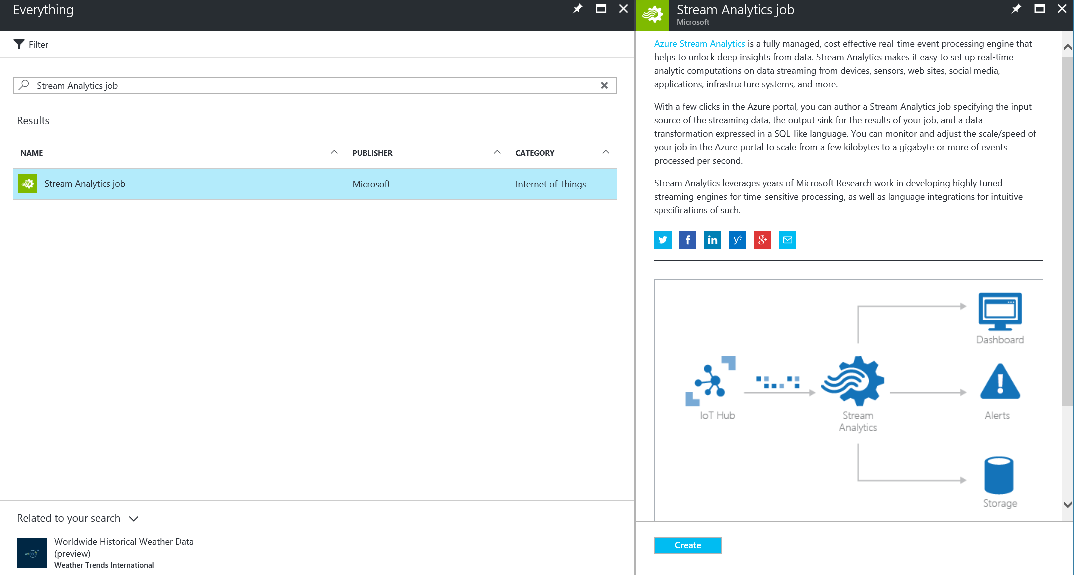 Everything
Filter
Stream Analytics job
Results
NAME
PUBLISHER
CATEGORY
Stream Analytics job
Microsoft
Internet of Things
Related to your search
Worldwide Historical Weather Data
(preview)
Weather Trends International
Stream Analytics job
Microsoft
Azure Stream Analytics is a fully managed, cost effective real-time event processing engine that
helps to unlock deep insights from data. Stream Analytics makes it easy to set up real-time
analytic computations on data streaming from devices, sensors, web sites, social media,
applications, infrastructure systems, and more.
With a few clicks in the Azure portal, you can author a Stream Analytics job specifying the input
source of the streaming data, the output sink for the results of your job, and a data
transformation expressed in a SQL-like language. You can monitor and adjust the scale/speed of
your job in the Azure portal to scale from a few kilobytes to a gigabyte or more of events
processed per second.
Stream Analytics leverages years of Microsoft Research work in developing highly tuned
streaming engines for time-sensitive processing, as well as language integrations for intuitive
specifications of such.
IoT Hub
Stream
Analytics
Dashboard
Alerts
Storage
Create